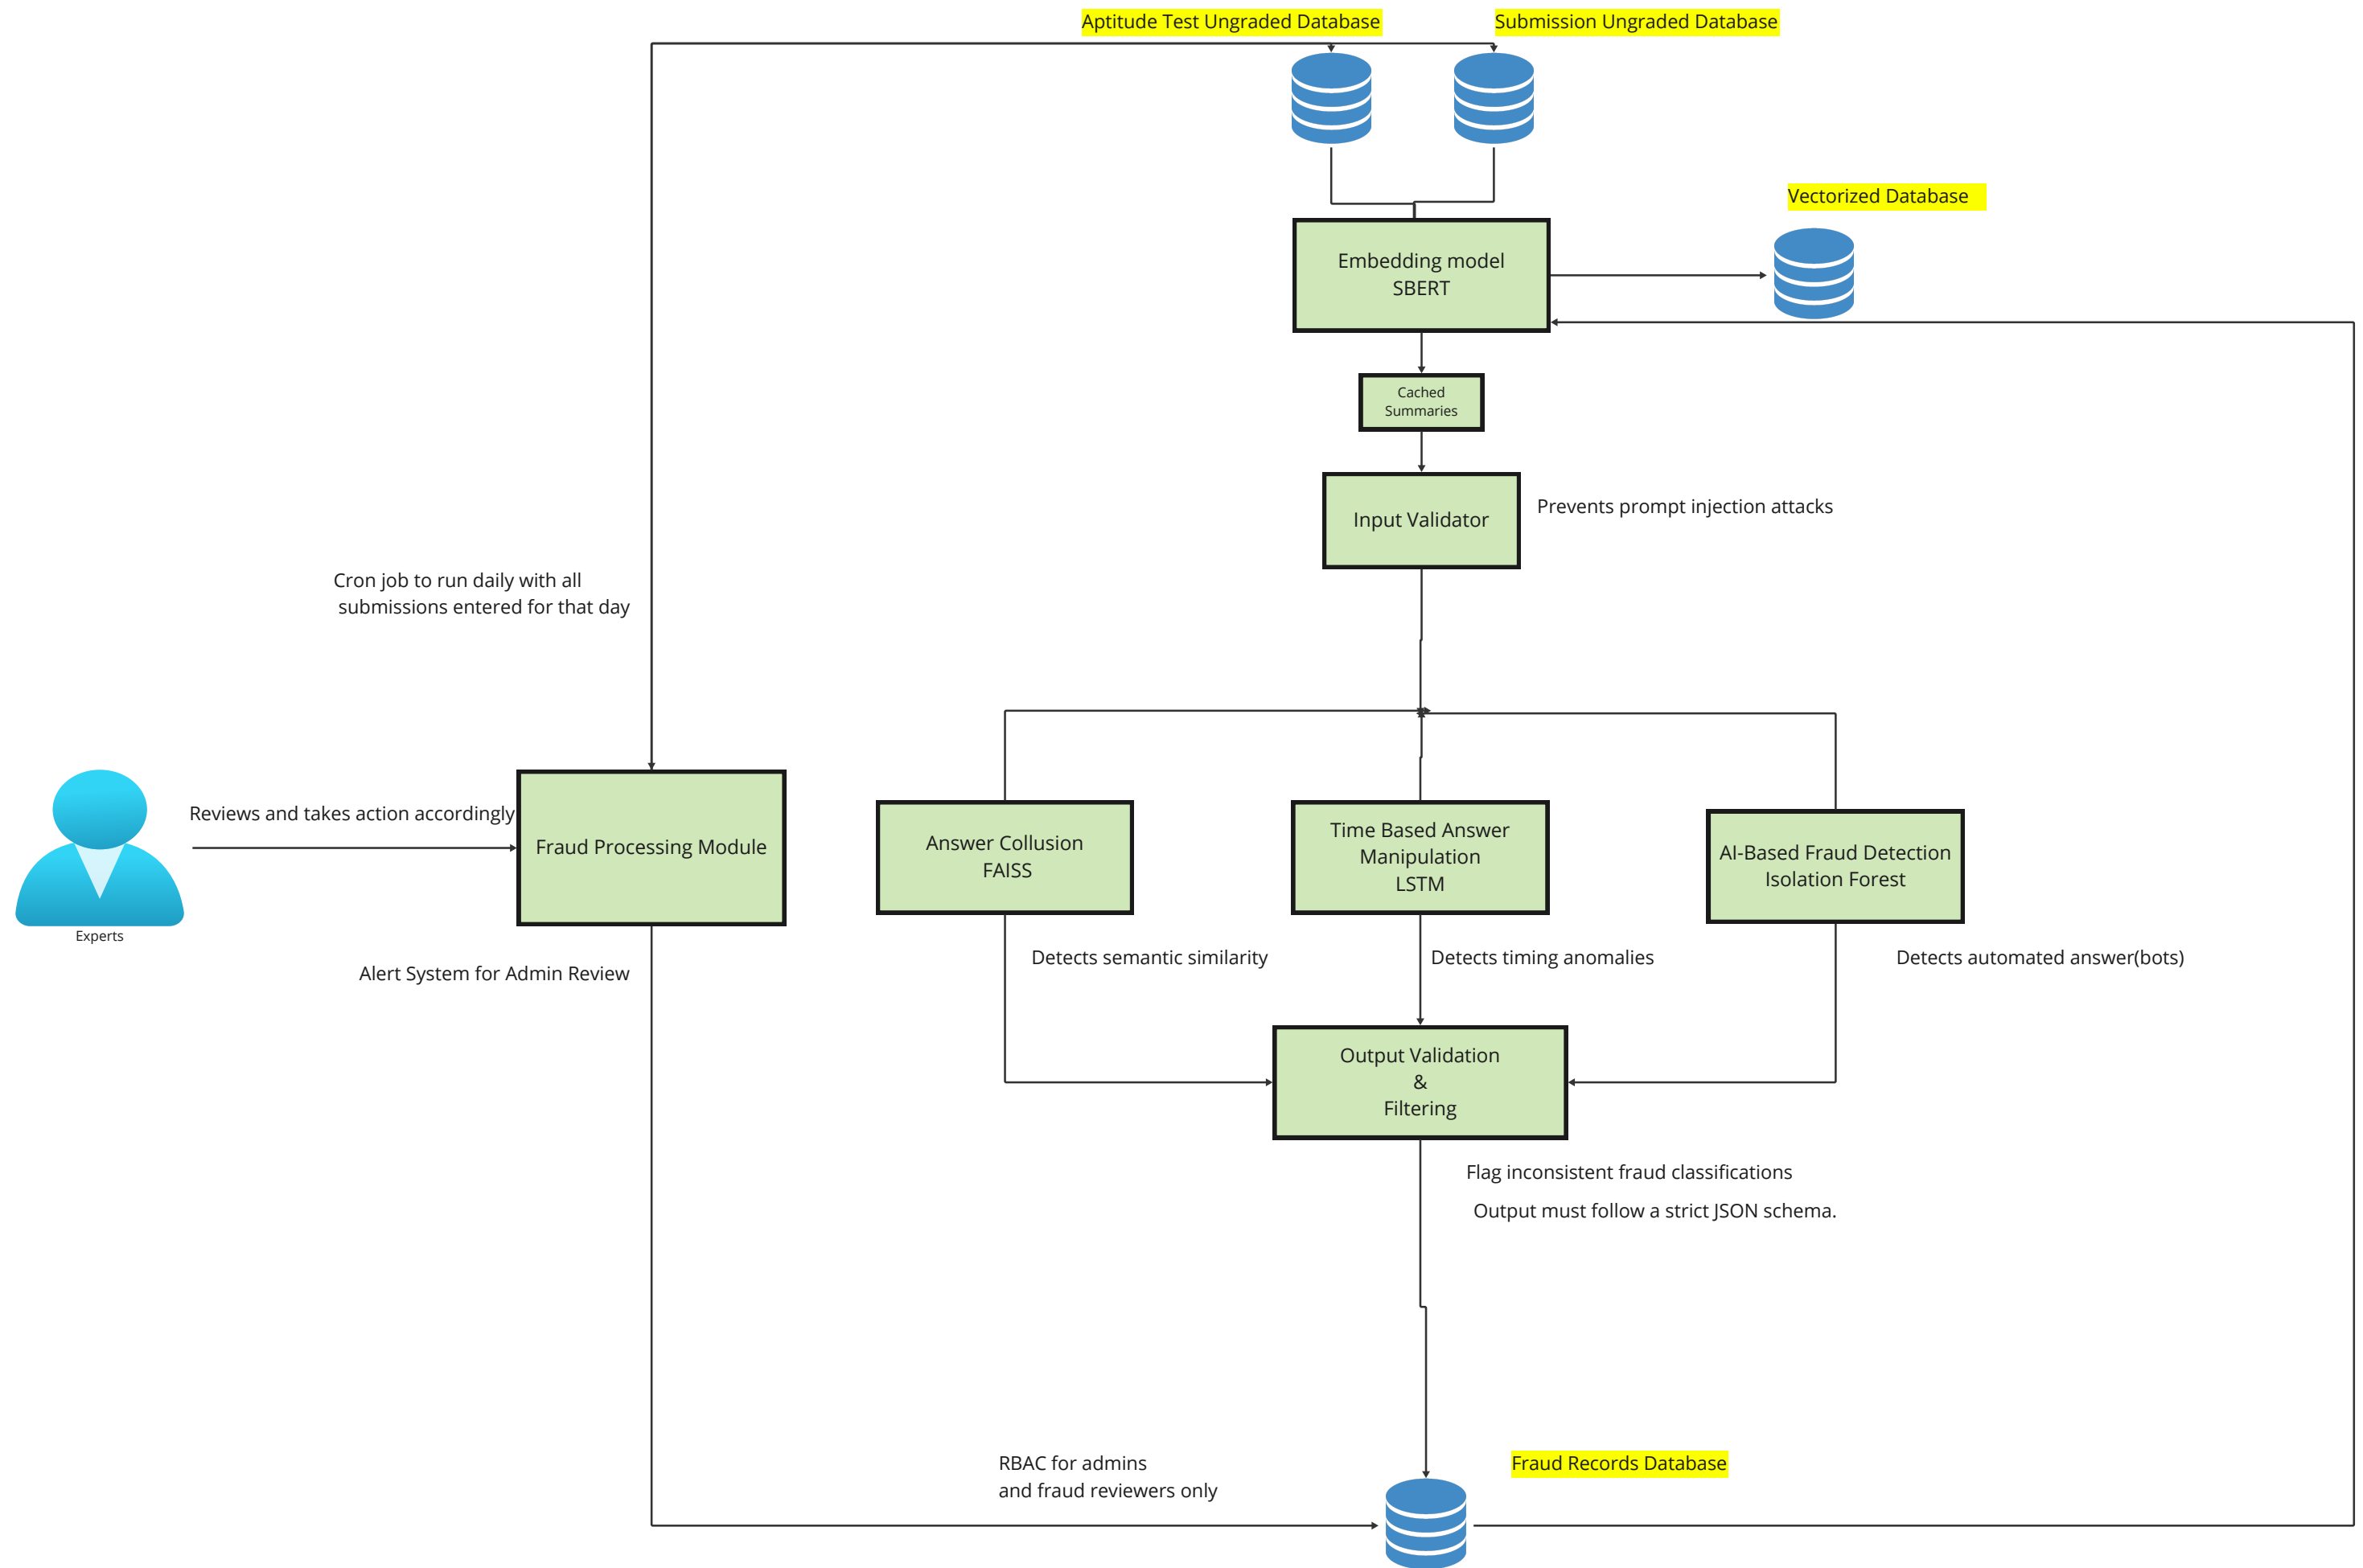 Aptitude Test Ungraded Database
Submission Ungraded Database
Vectorized Database
Embedding model
SBERT
Cached
Summaries
Input Validator
Prevents prompt injection attacks
Cron job to run daily with all
submissions entered for that day
Reviews and takes action accordingly
Experts
Fraud Processing Module
Alert System for Admin Review
Answer Collusion
FAISS
Time Based Answer
Manipulation
LSTM
AI-Based Fraud Detection
Isolation Forest
Detects semantic similarity
Detects timing anomalies
Detects automated answer(bots)
Output Validation
&
Filtering
Flag inconsistent fraud classifications
Output must follow a strict JSON schema.
RBAC for admins
and fraud reviewers only
Fraud Records Database